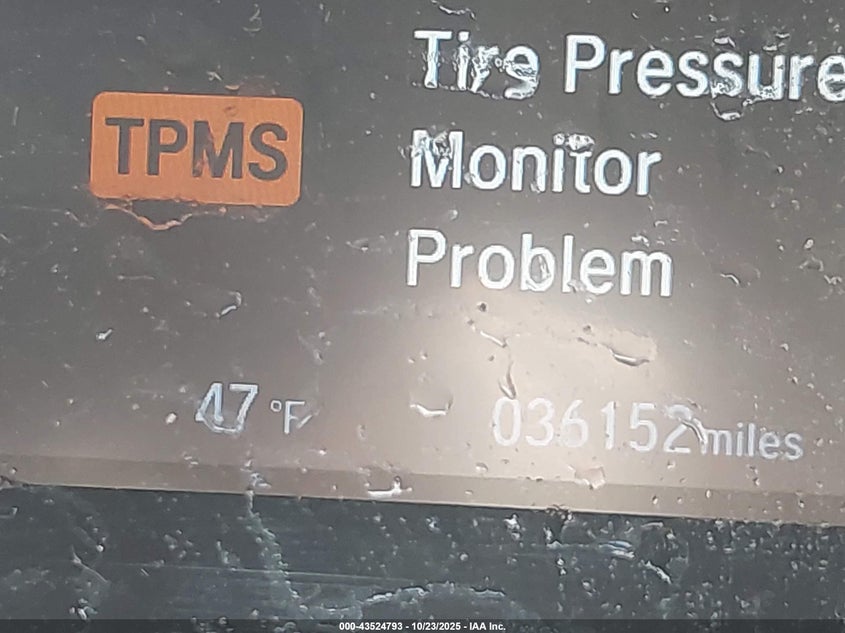 Tire Pressure
TPMS
Monitor
Problem
47 °F
036152 miles
000-43524793 - 10/23/2025 - IAA Inc.